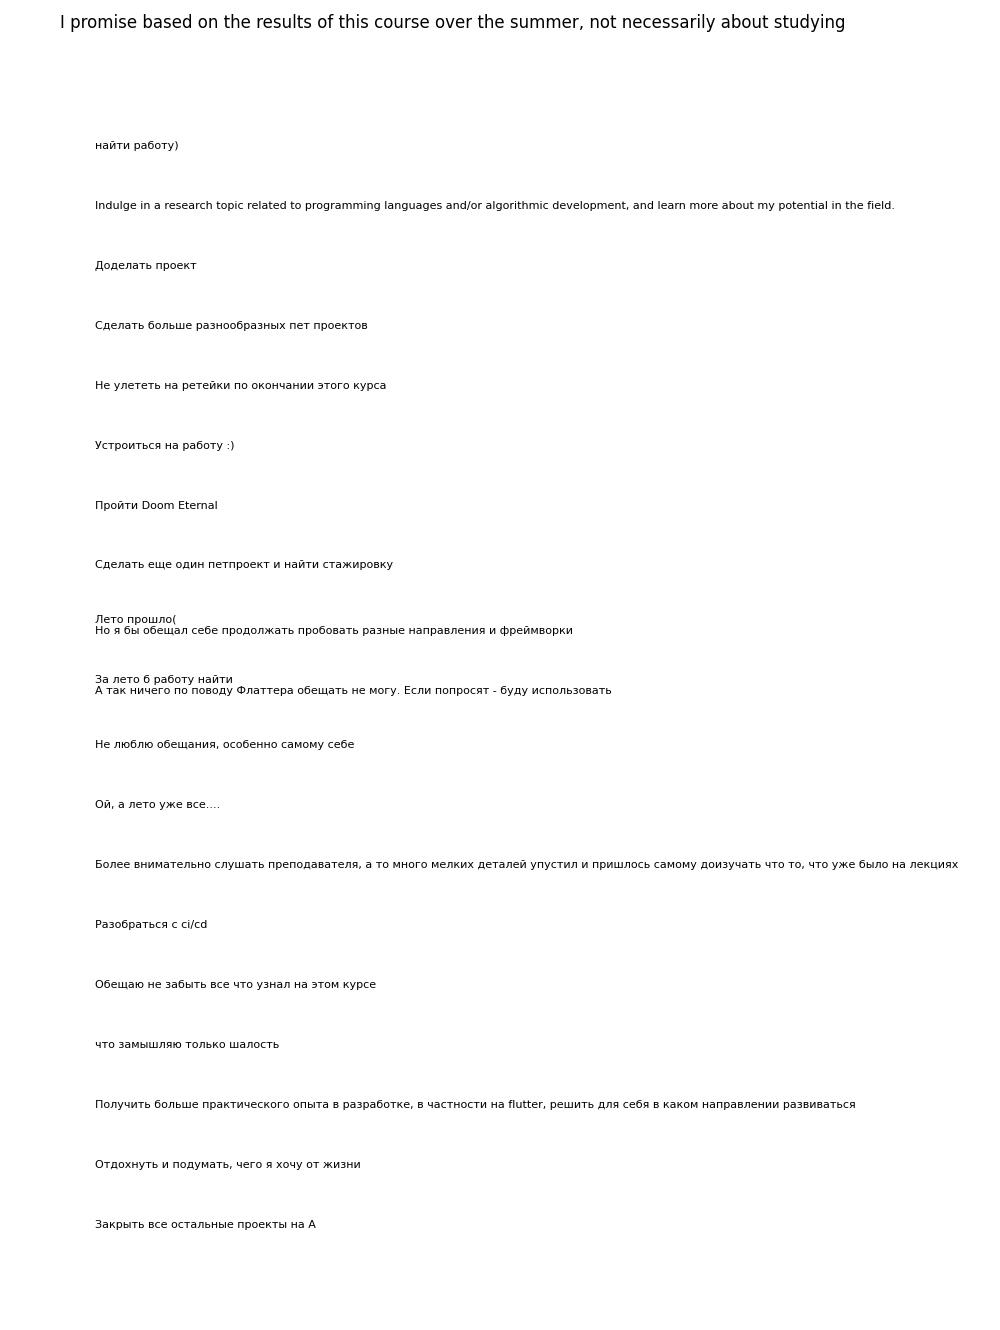 I promise based on the results of this course over the summer, not necessarily about studying
найти работу)
Indulge in a research topic related to programming languages and/or algorithmic development, and learn more about my potential in the field.
Доделать проект
Сделать больше разнообразных пет проектов
Не улететь на ретейки по окончании этого курса
Устроиться на работу :)
Пройти Doom Eternal
Сделать еще один петпроект и найти стажировку
Лето прошло(
Но я бы обещал себе продолжать пробовать разные направления и фреймворки
За лето б работу найти
А так ничего по поводу Флаттера обещать не могу. Если попросят - буду использовать
Не люблю обещания, особенно самому себе
Ой, а лето уже все....
Более внимательно слушать преподавателя, а то много мелких деталей упустил и пришлось самому доизучать что то, что уже было на лекциях
Разобраться с ci/cd
Обещаю не забыть все что узнал на этом курсе
что замышляю только шалость
Получить больше практического опыта в разработке, в частности на flutter, решить для себя в каком направлении развиваться
Отдохнуть и подумать, чего я хочу от жизни
Закрыть все остальные проекты на А